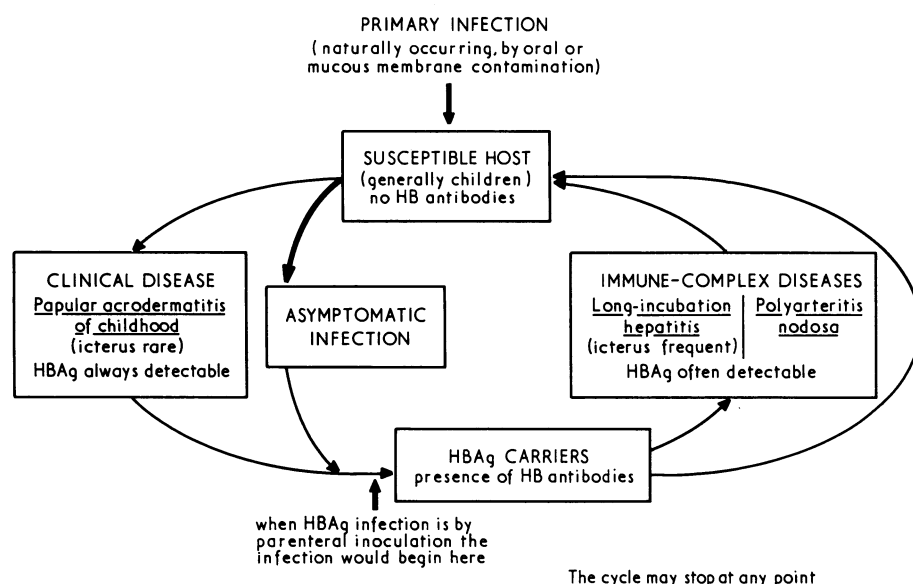 PRIMARY INFECTION
(naturally occurring, by oral or
mucous membrane contamination)
SUSCEPTIBLE HOST
(generally children)
no HB antibodies
CLINICAL DISEASE
Papular acrodermatitis
of childhood
(icterus rare)
HBAg always detectable
ASYMPTOMATIC
INFECTION
IMMUNE-COMPLEX DISEASES
Long-incubation
hepatitis
(icterus frequent)
Polyarteritis
nodosa
HBAg often detectable
HBAg CARRIERS
presence of HB antibodies
when HBAg infection is by
parenteral inoculation the
infection would begin here
The cycle may stop at any point